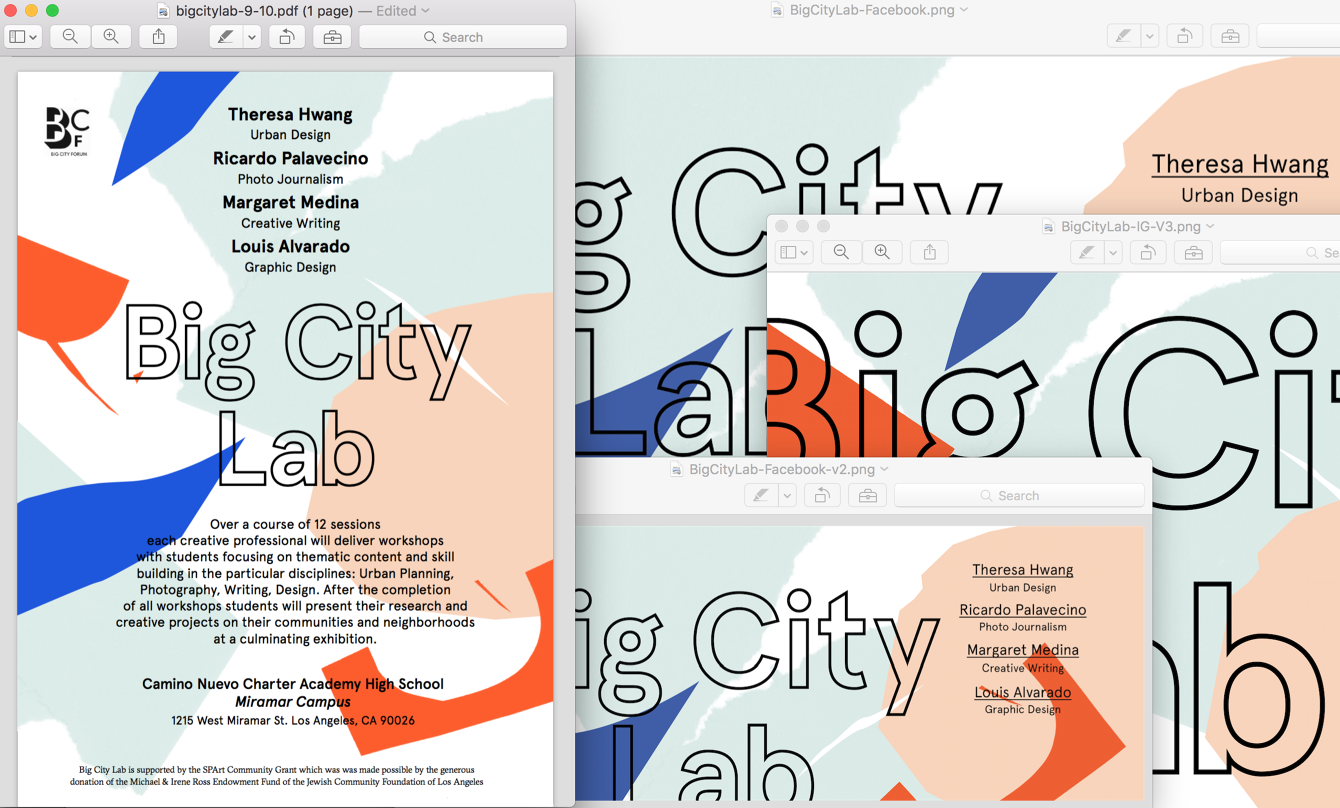 bigcitylab-9-10.pdf (1 page) — Edited
Search
BCF
BIG CITY FORUM
Theresa Hwang
Urban Design
Ricardo Palavecino
Photo Journalism
Margaret Medina
Creative Writing
Louis Alvarado
Graphic Design
Big City
Lab
Over a course of 12 sessions
each creative professional will deliver workshops
with students focusing on thematic content and skill
building in the particular disciplines: Urban Planning,
Photography, Writing, Design. After the completion
of all workshops students will present their research and
creative projects on their communities and neighborhoods
at a culminating exhibition.
Camino Nuevo Charter Academy High School
Miramar Campus
1215 West Miramar St. Los Angeles, CA 90026
Big City Lab is supported by the SPArt Community Grant which was was made possible by the generous
donation of the Michael & Irene Ross Endowment Fund of the Jewish Community Foundation of Los Angeles
BigCityLab-Facebook.png
g City
La
Theresa Hwang
Urban Design
BigCityLab-IG-V3.png
Se
Big Ci
ab
BigCityLab-Facebook-v2.png
Search
ig City
Lab
Theresa Hwang
Urban Design
Ricardo Palavecino
Photo Journalism
Margaret Medina
Creative Writing
Louis Alvarado
Graphic Design